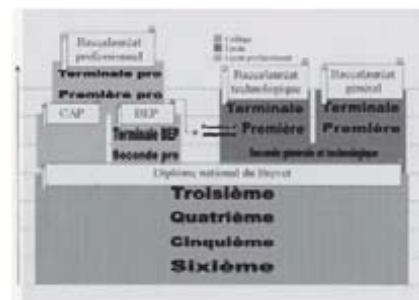 Collège
Lycée
Lycée professionnel
Baccalauréat
professionnel
Terminale pro
Première pro
CAP
BEP
Terminale BEP
Seconde pro
Baccalauréat
technologique
Terminale
Première
Baccalauréat
général
Terminale
Première
Seconde générale et technologique
Diplôme national du Brevet
Troisième
Quatrième
Cinquième
Sixième